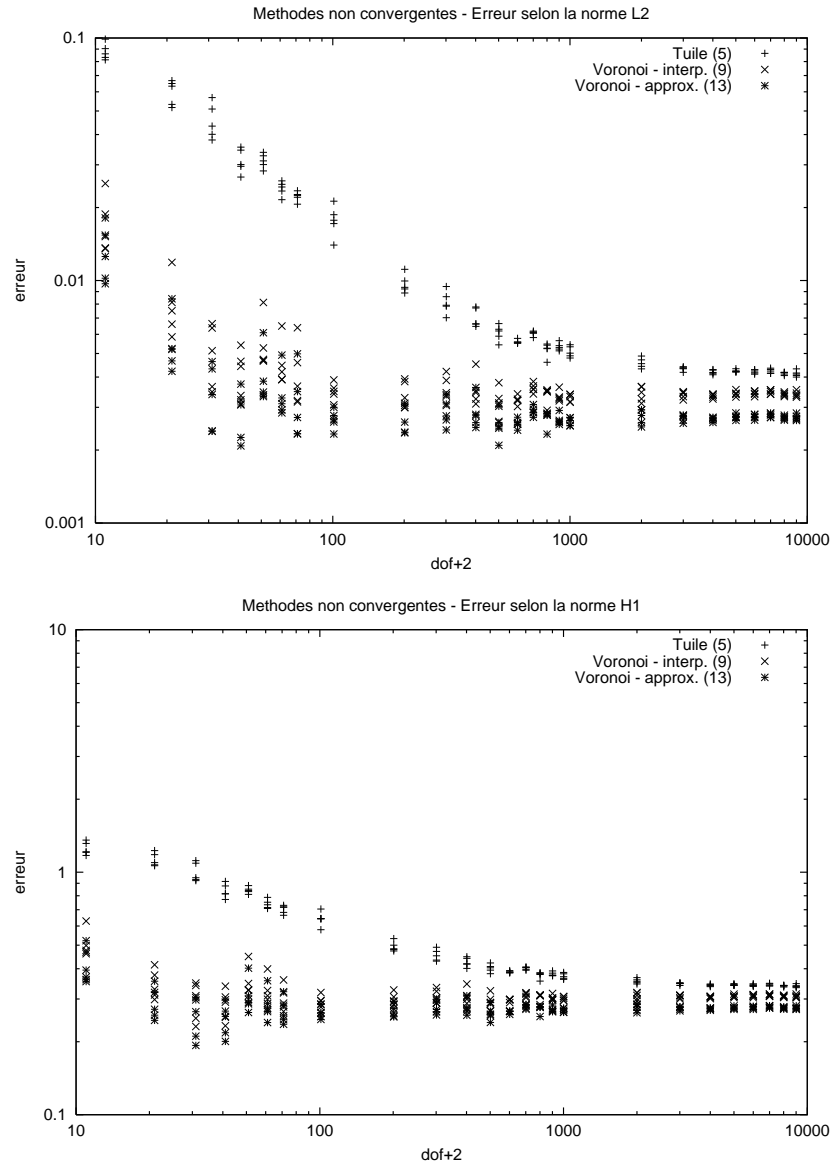 Methodes non convergentes - Erreur selon la norme L2
0.1
Tuile (5)
Voronoi - interp. (9)
Voronoi - approx. (13)
erreur
0.01
0.001
10
100
1000
10000
dof+2
Methodes non convergentes - Erreur selon la norme H1
10
Tuile (5)
Voronoi - interp. (9)
Voronoi - approx. (13)
erreur
1
0.1
10
100
1000
10000
dof+2